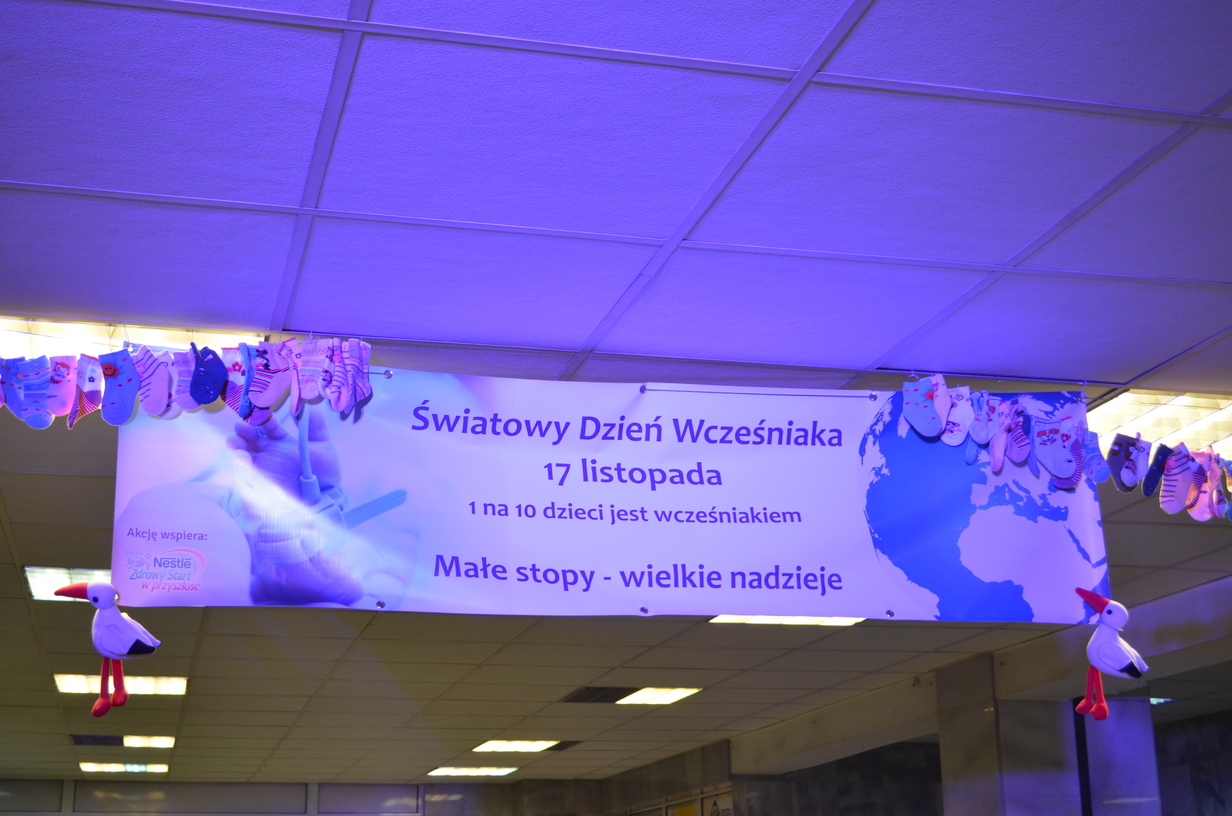 Światowy Dzień Wcześniaka
17 listopada
1 na 10 dzieci jest wcześniakiem
Małe stopy - wielkie nadzieje
Akcję wspiera:
Nestlé
Zdrowy Start
w przyszłość